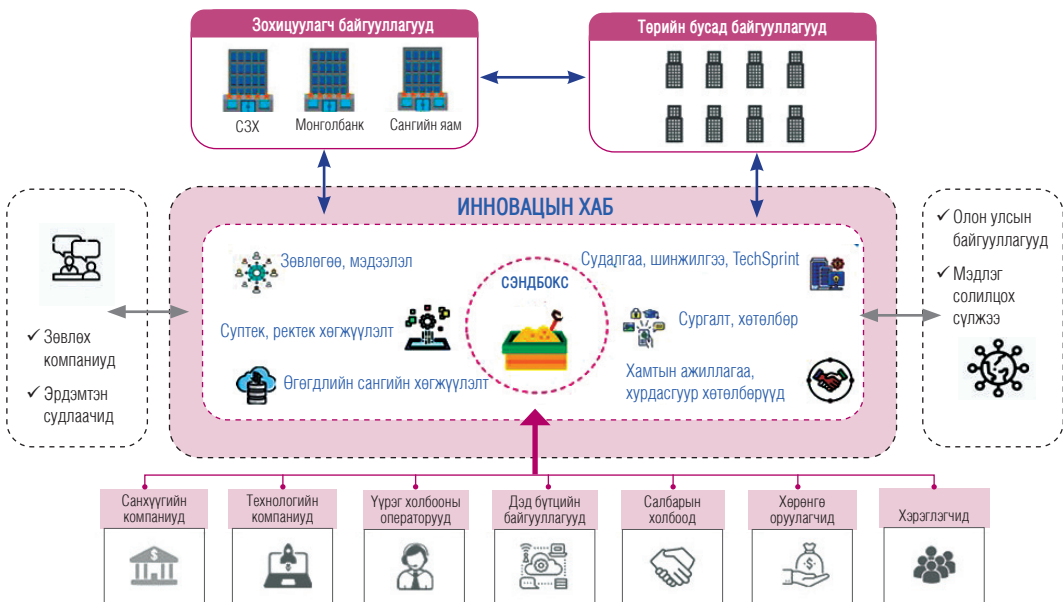 Зохицуулагч байгууллагууд
СЗХ
Монголбанк
Сангийн яам
Төрийн бусад байгууллагууд
ИННОВАЦЫН ХАБ
Зөвлөгөө, мэдээлэл
Суптек, ректек хөгжүүлэлт
Өгөгдлийн сангийн хөгжүүлэлт
СЭНДБОКС
Судалгаа, шинжилгээ, TechSprint
Сургалт, хөтөлбөр
Хамтын ажиллагаа,
хурдасгуур хөтөлбөрүүд
✓ Зөвлөх
компаниуд
✓ Эрдэмтэн
судлаачид
✓ Олон улсын
байгууллагууд
✓ Мэдлэг
солилцох
сүлжээ
Санхүүгийн
компаниуд
Технологийн
компаниуд
Үүрэг холбооны
операторууд
Дэд бүтцийн
байгууллагууд
Салбарын
холбоод
Хөрөнгө
оруулагчид
Хэрэглэгчид